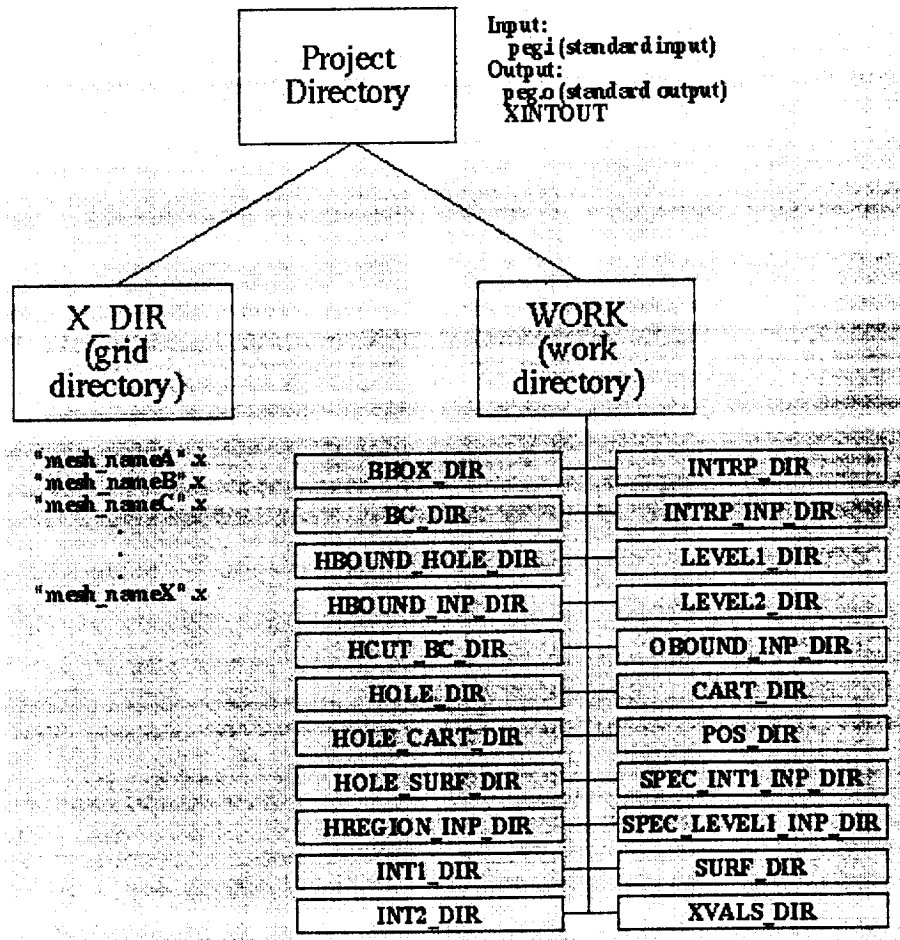 Project
Directory
Input:
peg.i (standard input)
Output:
peg.o (standard output)
XINTOUT
X_DIR
(grid
directory)
WORK
(work
directory)
"mesh_nameA".x
"mesh_nameB".x
"mesh_nameC".x
.
.
.
"mesh_nameX".x
BBOX_DIR
BC_DIR
HBOUND_HOLE_DIR
HBOUND_INP_DIR
HCUT_BC_DIR
HOLE_DIR
HOLE_CART_DIR
HOLE_SURF_DIR
HREGION_INP_DIR
INT1_DIR
INT2_DIR
INTRP_DIR
INTRP_INP_DIR
LEVEL1_DIR
LEVEL2_DIR
OBOUND_INP_DIR
CART_DIR
POS_DIR
SPEC_INT1_INP_DIR
SPEC_LEVEL1_INP_DIR
SURF_DIR
XVALS_DIR